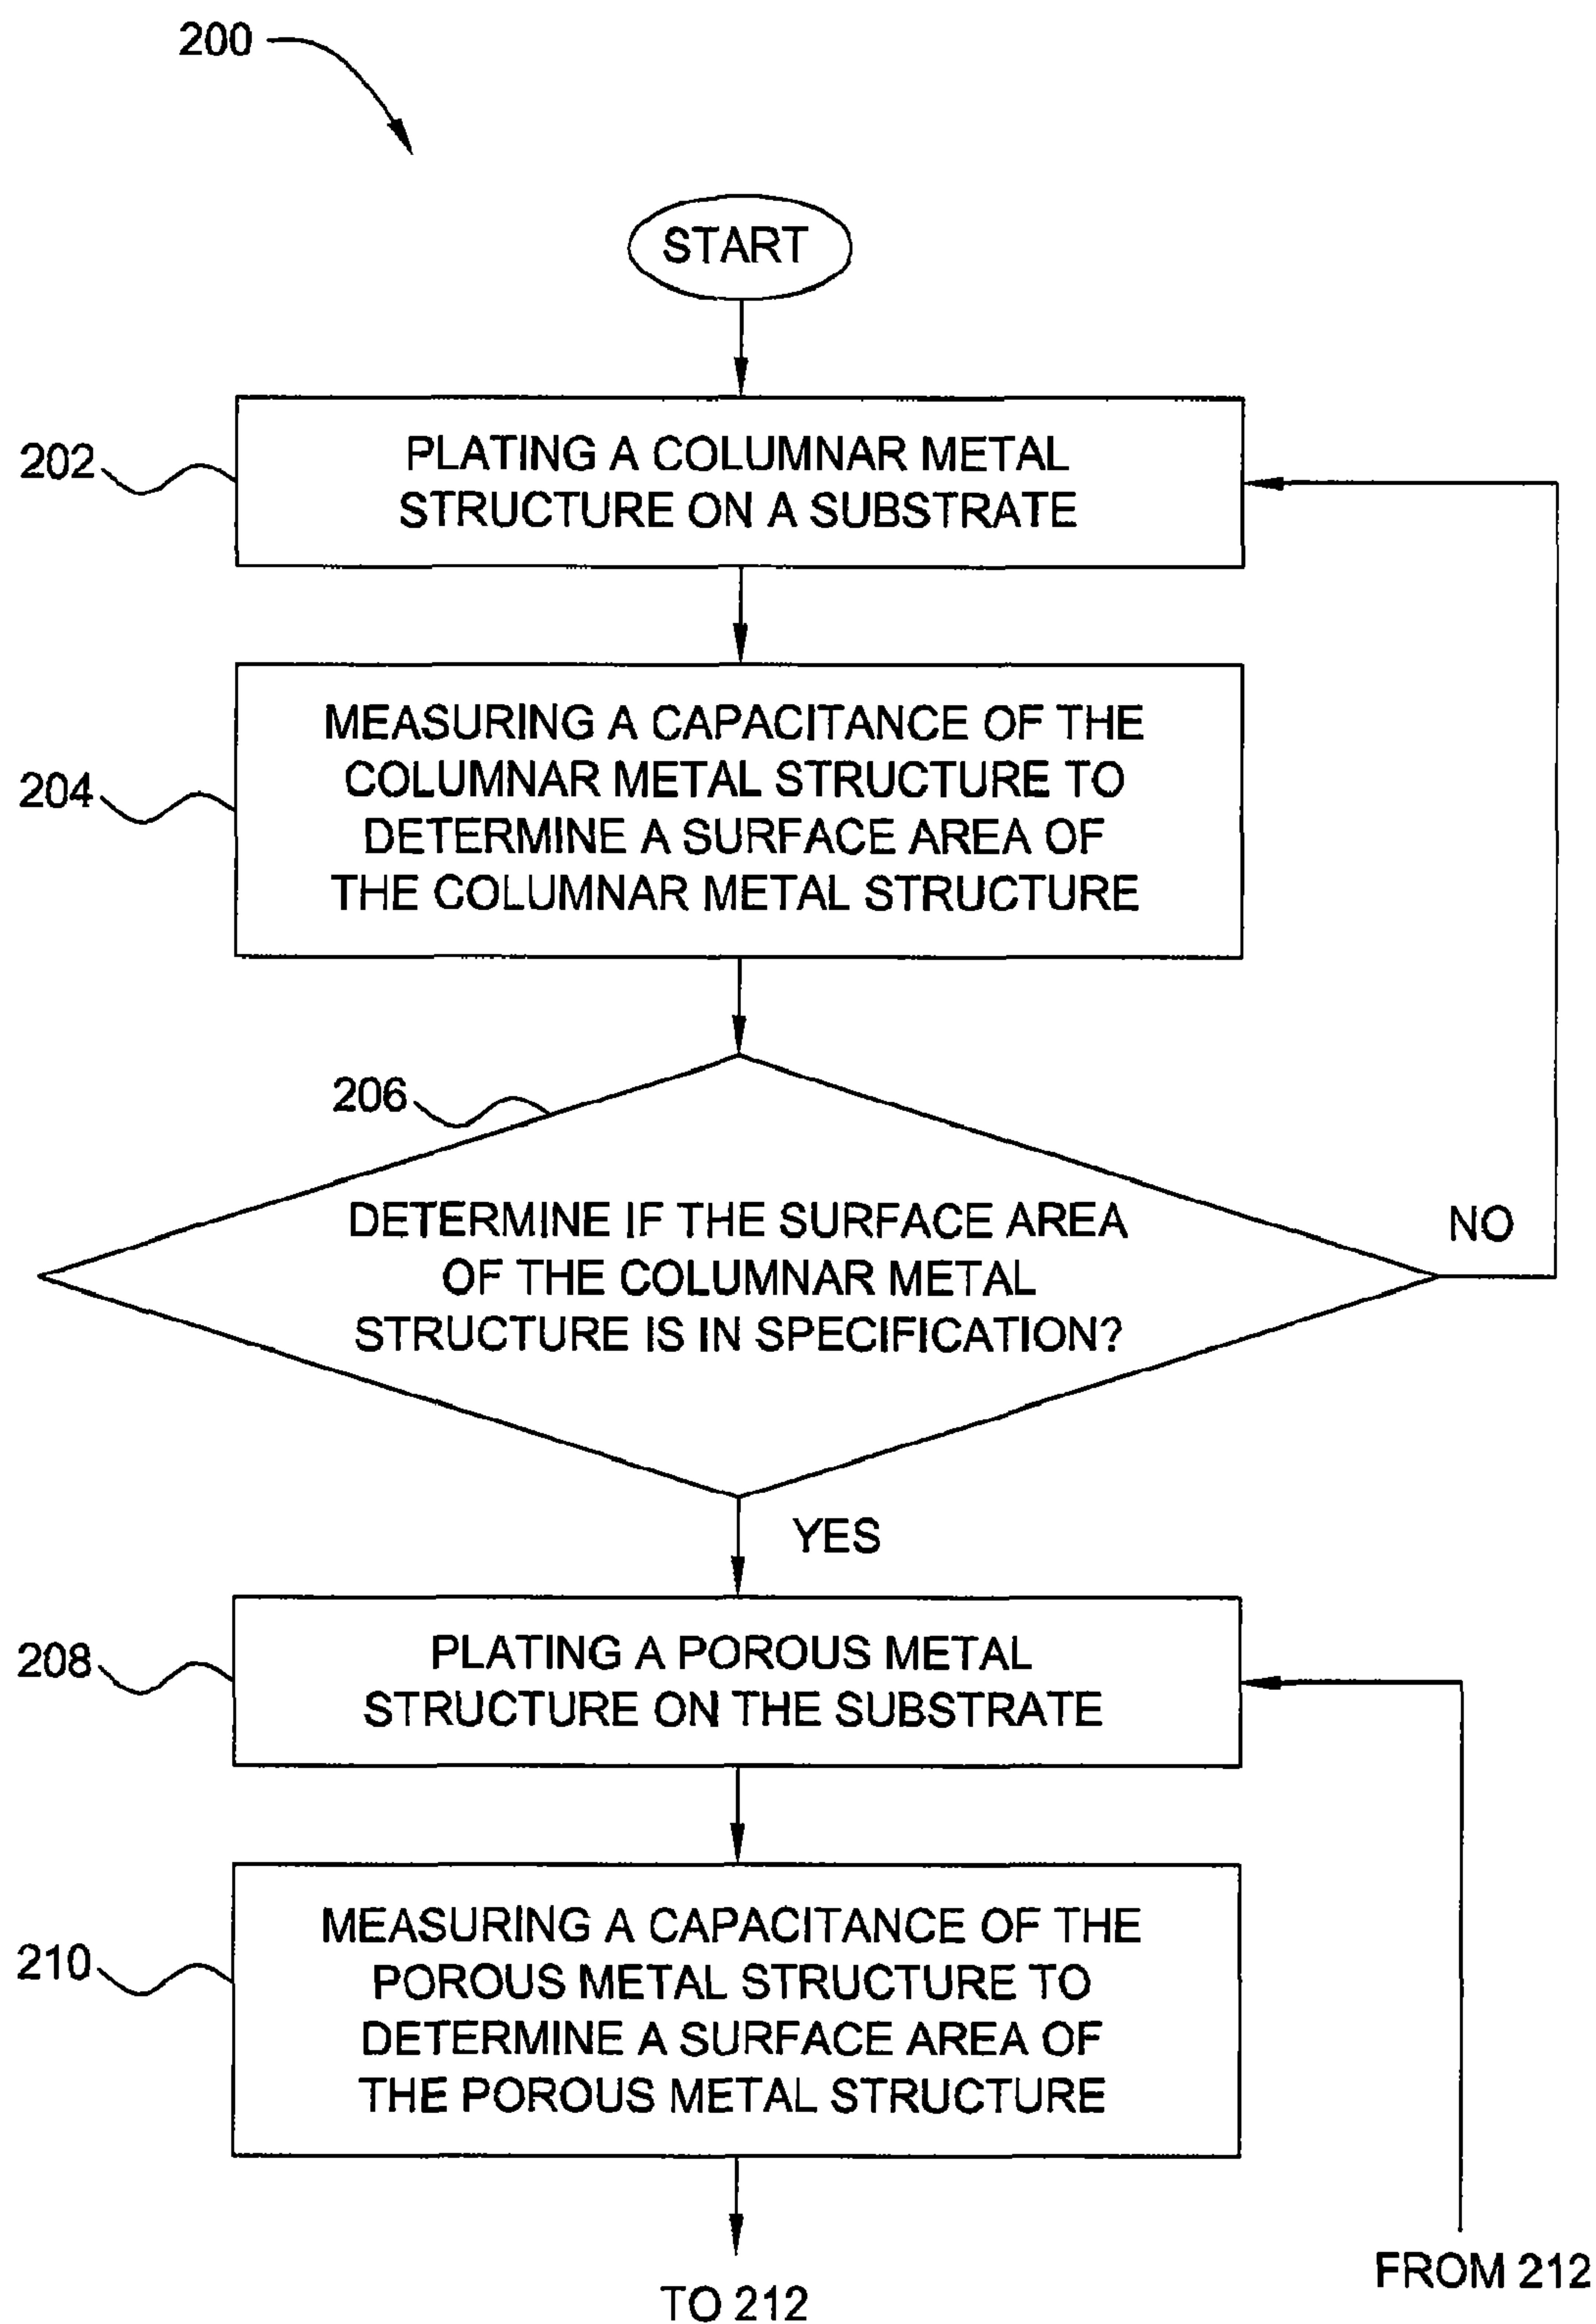 200
START
202
PLATING A COLUMNAR METAL
STRUCTURE ON A SUBSTRATE
204
MEASURING A CAPACITANCE OF THE
COLUMNAR METAL STRUCTURE TO
DETERMINE A SURFACE AREA OF
THE COLUMNAR METAL STRUCTURE
206
DETERMINE IF THE SURFACE AREA
OF THE COLUMNAR METAL
STRUCTURE IS IN SPECIFICATION?
NO
YES
208
PLATING A POROUS METAL
STRUCTURE ON THE SUBSTRATE
210
MEASURING A CAPACITANCE OF THE
POROUS METAL STRUCTURE TO
DETERMINE A SURFACE AREA OF
THE POROUS METAL STRUCTURE
TO 212
FROM 212